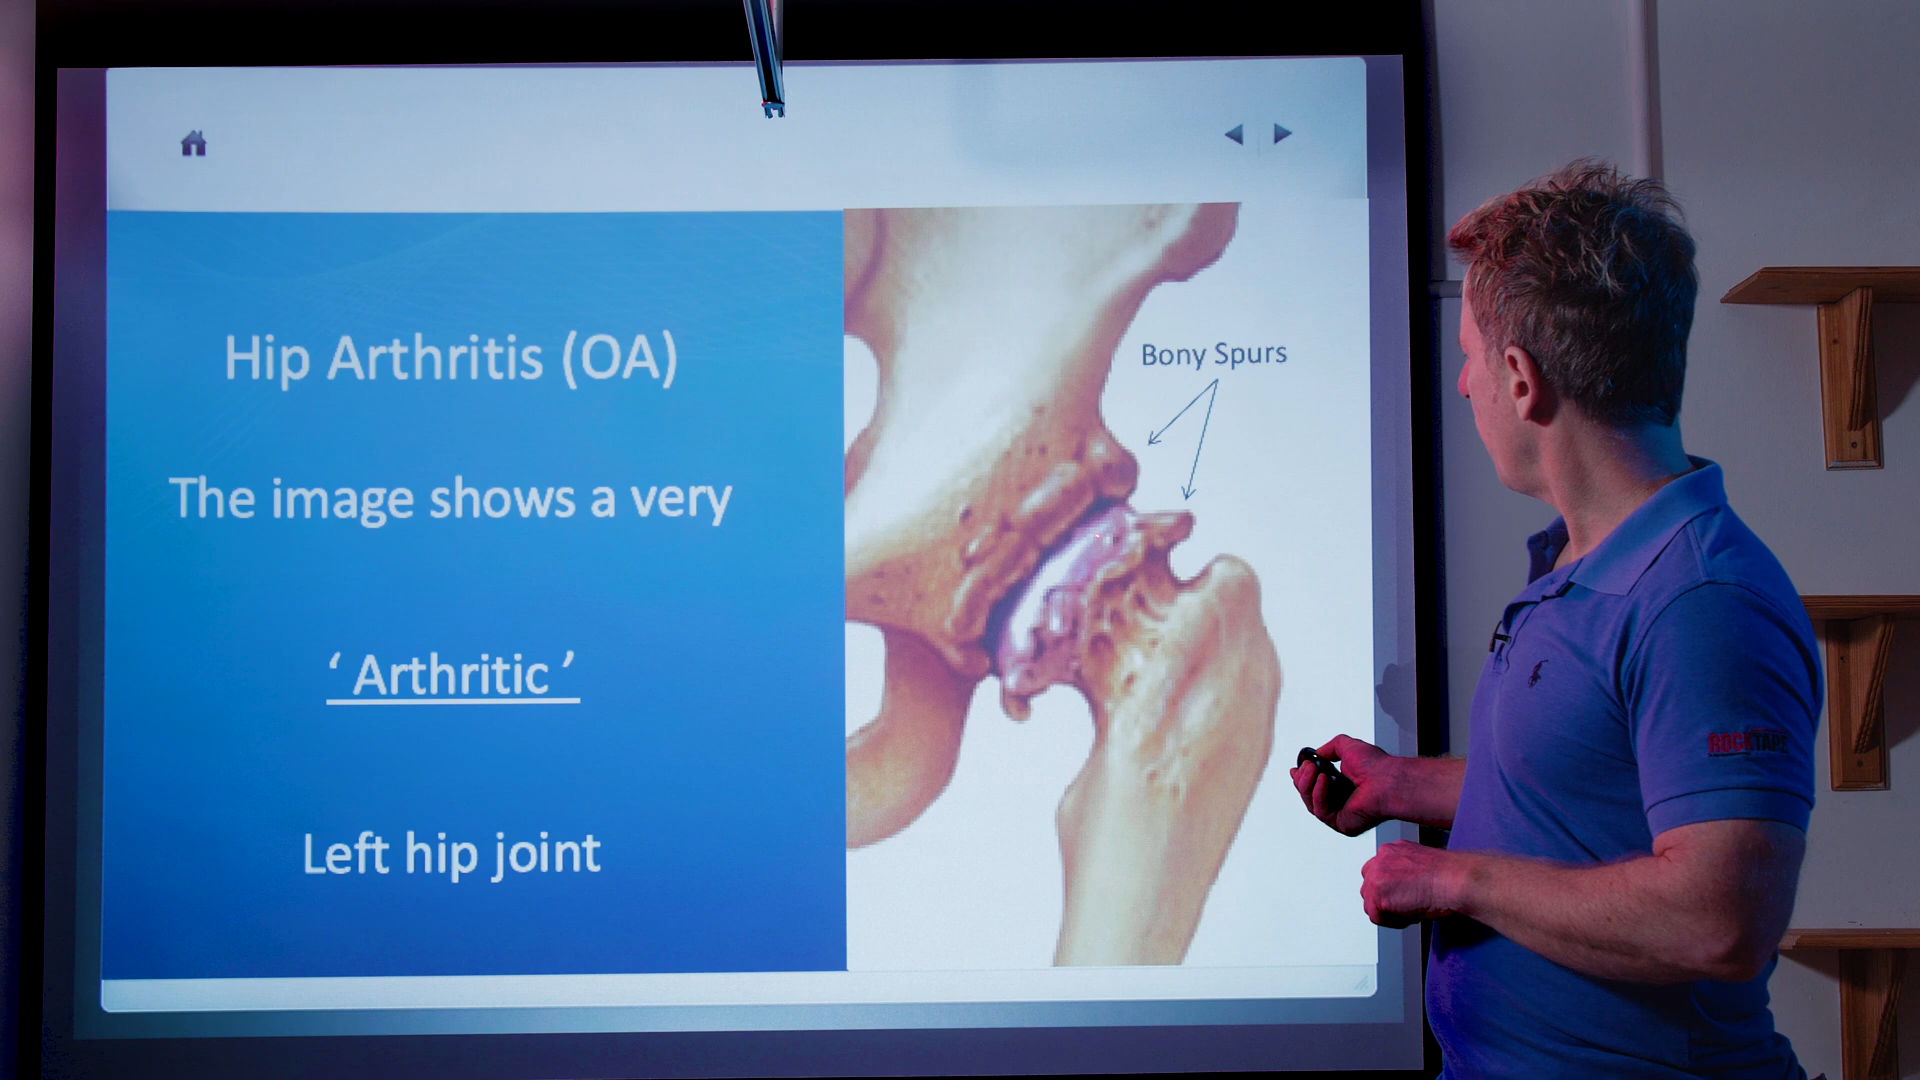 Hip Arthritis (OA)
The image shows a very
‘ Arthritic ’
Left hip joint
Bony Spurs
ROCKTAPE